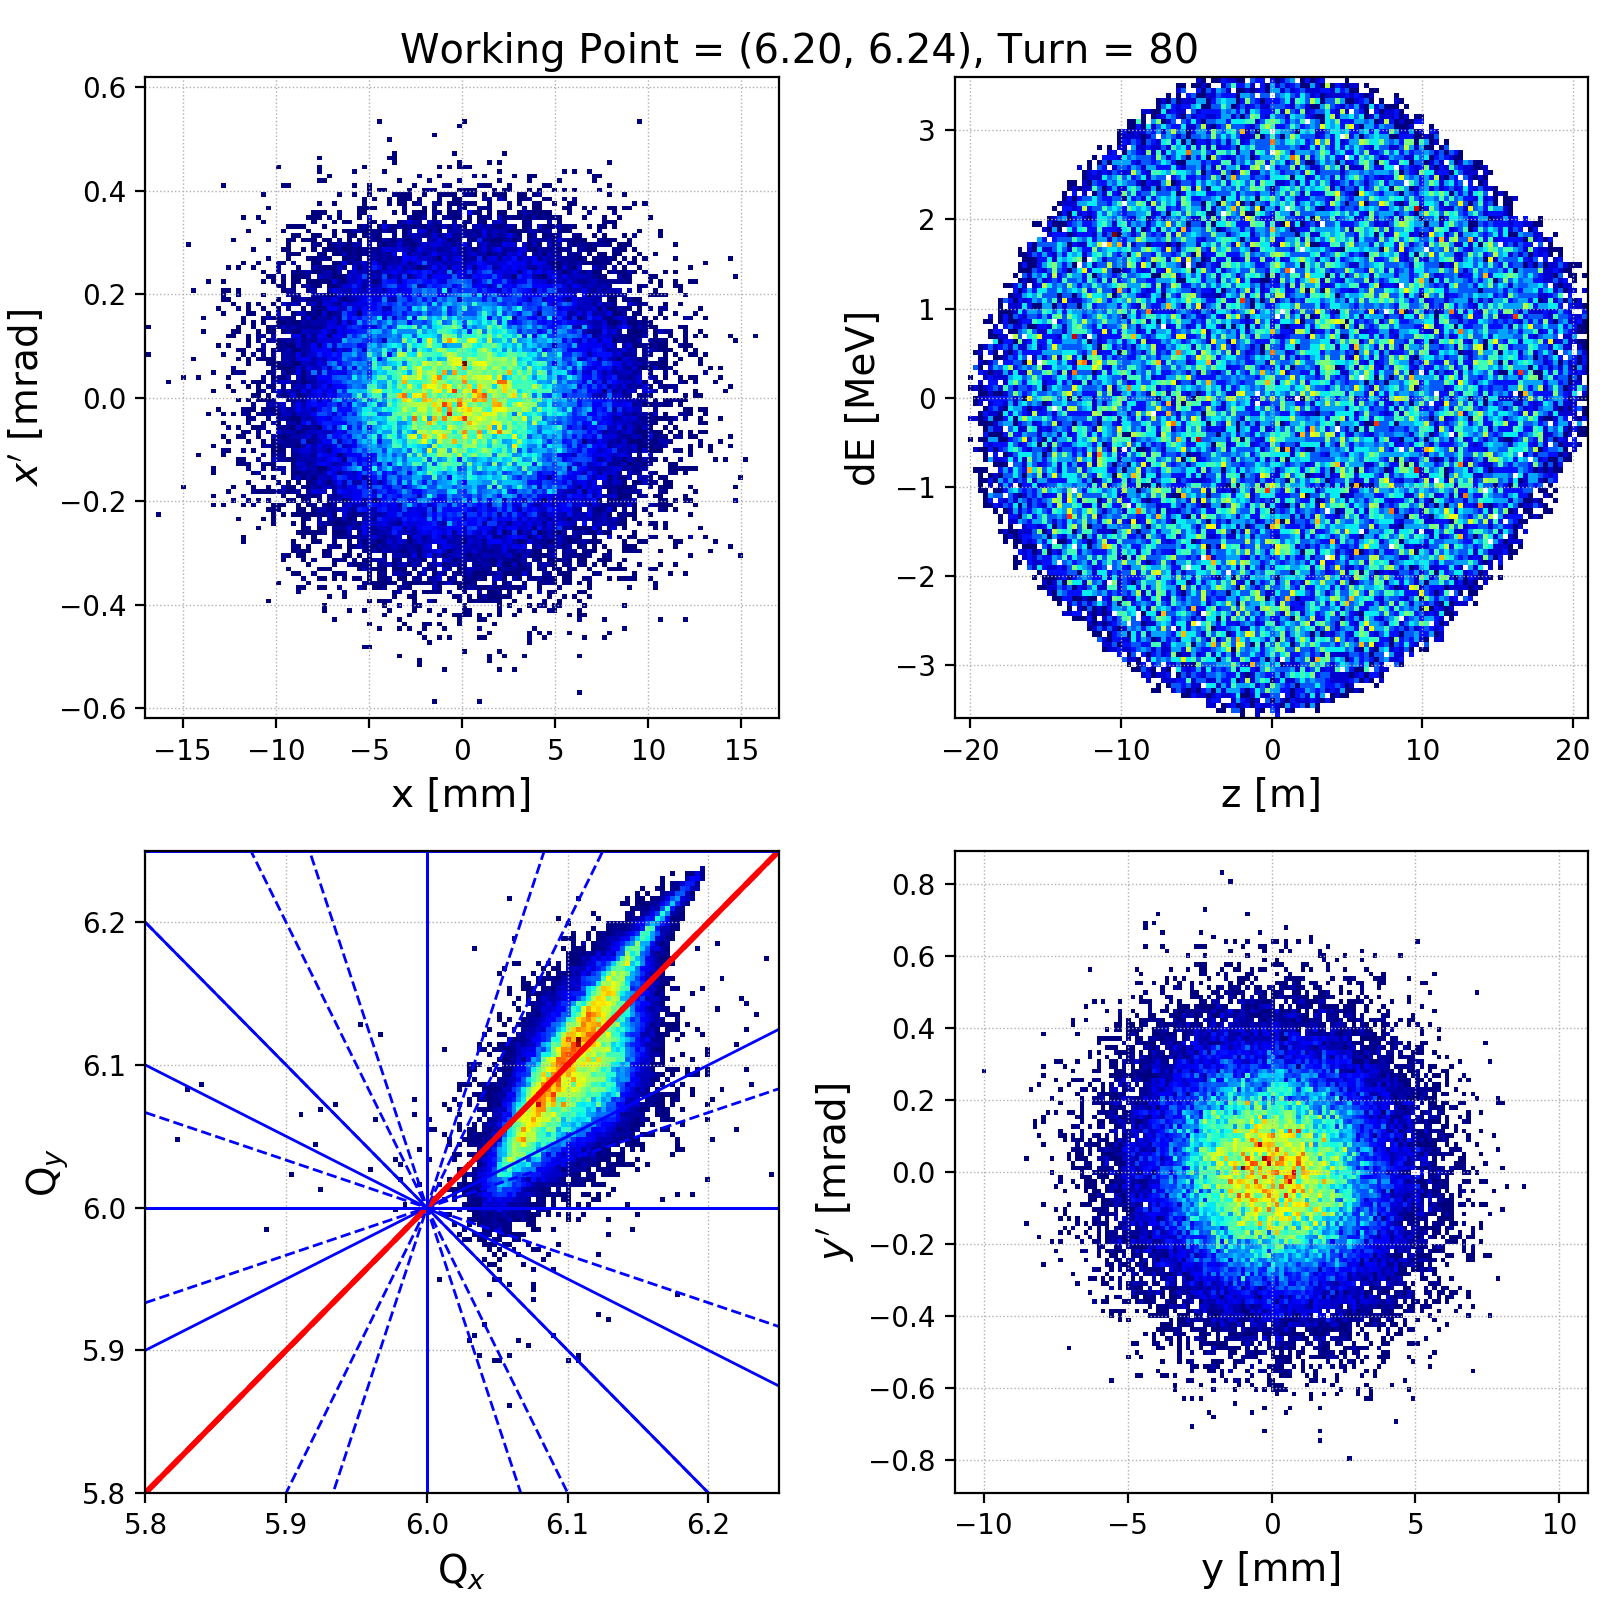 Working Point = (6.20, 6.24), Turn = 80
0.6
0.4
0.2
0.0
−0.2
−0.4
−0.6
x′ [mrad]
−15 −10 −5 0 5 10 15
x [mm]
3
2
1
0
−1
−2
−3
dE [MeV]
−20 −10 0 10 20
z [m]
6.2
6.1
6.0
5.9
5.8
Qy
5.8 5.9 6.0 6.1 6.2
Qx
0.8
0.6
0.4
0.2
0.0
−0.2
−0.4
−0.6
−0.8
y′ [mrad]
−10 −5 0 5 10
y [mm]